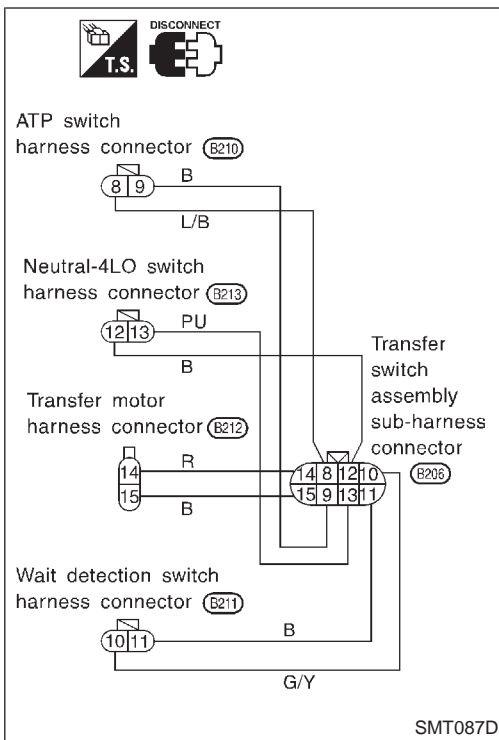 DISCONNECT
T.S.
ATP switch
harness connector B210
8 9
B
L/B
Neutral-4LO switch
harness connector B213
12 13
PU
B
Transfer
switch
assembly
sub-harness
connector
B206
Transfer motor
harness connector B212
14
15
R
B
14 8 12 10
15 9 13 11
Wait detection switch
harness connector B211
10 11
B
G/Y
SMT087D